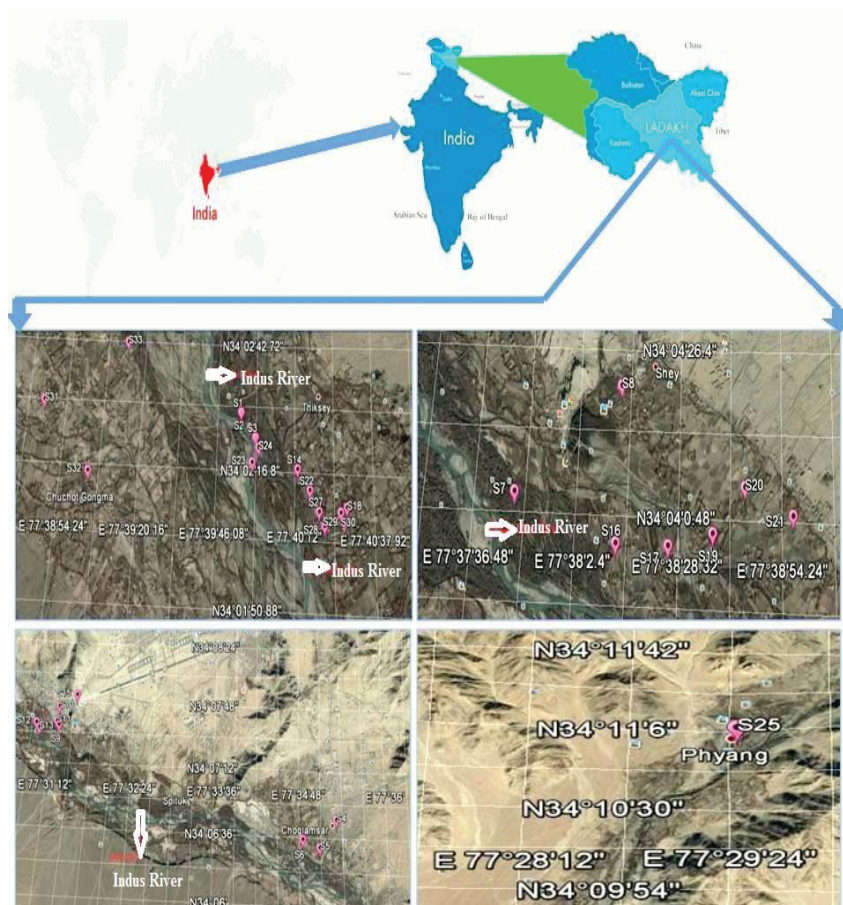 India
India
Delhi
Mumbai
Arabian Sea
Bay of Bengal
China
Baltistan
Aksai Chin
LADAKH
Kashmir
Tibet
S33
N34°02'42.72"
Indus River
S31
S1
Thiksey
S2
S3
S24
S23
S14
N34°02'16.8"
S32
S22
Chuchot Gongma
S27
S18
S29
S30
S28
E 77°38'54.24"
E 77°39'20.16"
E 77°39'46.08"
E 77°40'12"
E 77°40'37.92"
Indus River
N34°01'50.88"
N34°04'26.4"
Shey
S8
S7
S20
N34°04'0.48"
S21
Indus River
S16
S17
S19
E 77°37'36.48"
E 77°38'2.4"
E 77°38'28.32"
E 77°38'54.24"
N34°08'24"
N34°07'48"
S12
S13
S9
N34°07'12"
E 77°31'12"
E 77°32'24"
E 77°33'36"
E 77°34'48"
E 77°36'
Spituk
S4
N34°06'36"
Choglamsar
S6
S5
Indus River
N34°06'
N34°11'42"
N34°11'6"
S25
Phyang
N34°10'30"
E 77°28'12"
E 77°29'24"
N34°09'54"